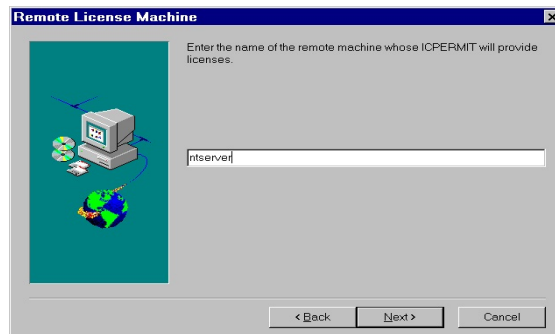 Remote License Machine
Enter the name of the remote machine whose ICPERMIT will provide
licenses.
ntserver
< Back
Next >
Cancel